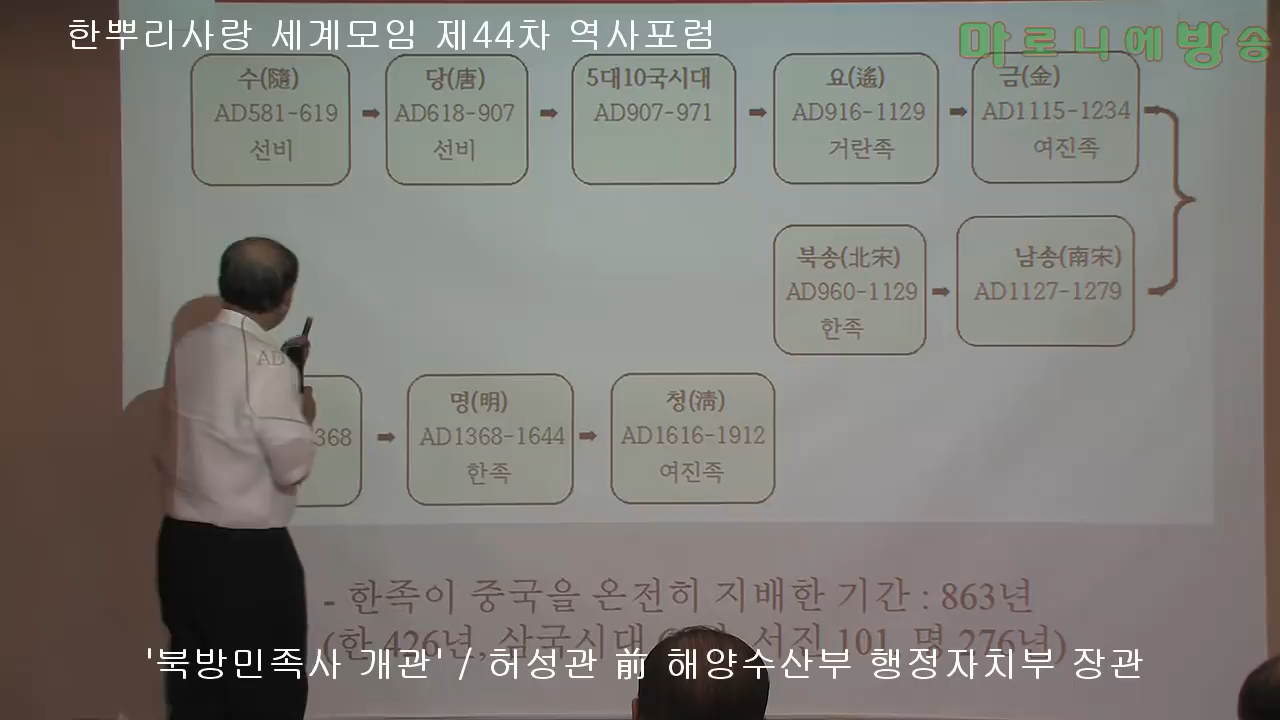 한뿌리사랑 세계모임 제44차 역사포럼
마로니에방송
수(隨)
AD581-619
선비
당(唐)
AD618-907
선비
5대10국시대
AD907-971
요(遙)
AD916-1129
거란족
금(金)
AD1115-1234
여진족
북송(北宋)
AD960-1129
한족
남송(南宋)
AD1127-1279
AD
368
명(明)
AD1368-1644
한족
청(淸)
AD1616-1912
여진족
- 한족이 중국을 온전히 지배한 기간 : 863년
(한 426년, 삼국시대 서진 101, 명 276년)
'북방민족사 개관' / 허성관 前 해양수산부 행정자치부 장관